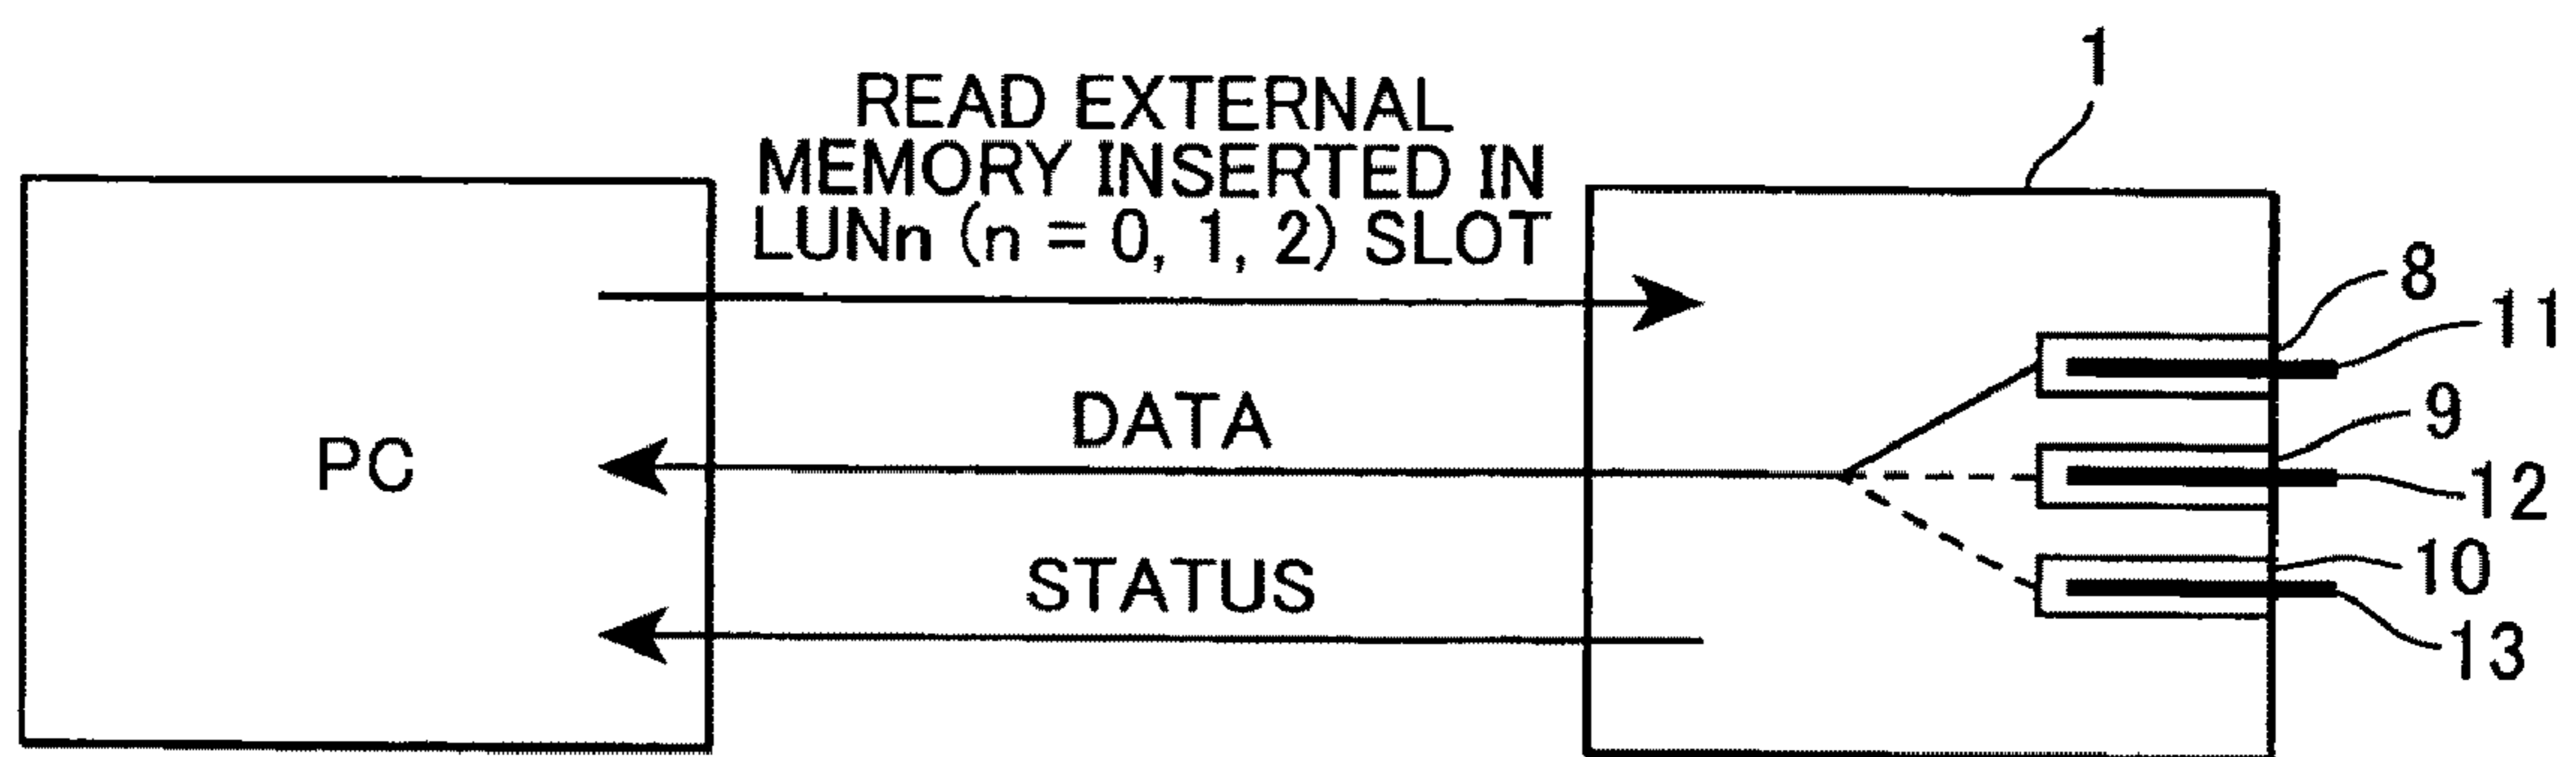 1
READ EXTERNAL
MEMORY INSERTED IN
LUNn (n = 0, 1, 2) SLOT
8
11
DATA
9
PC
12
STATUS
10
13